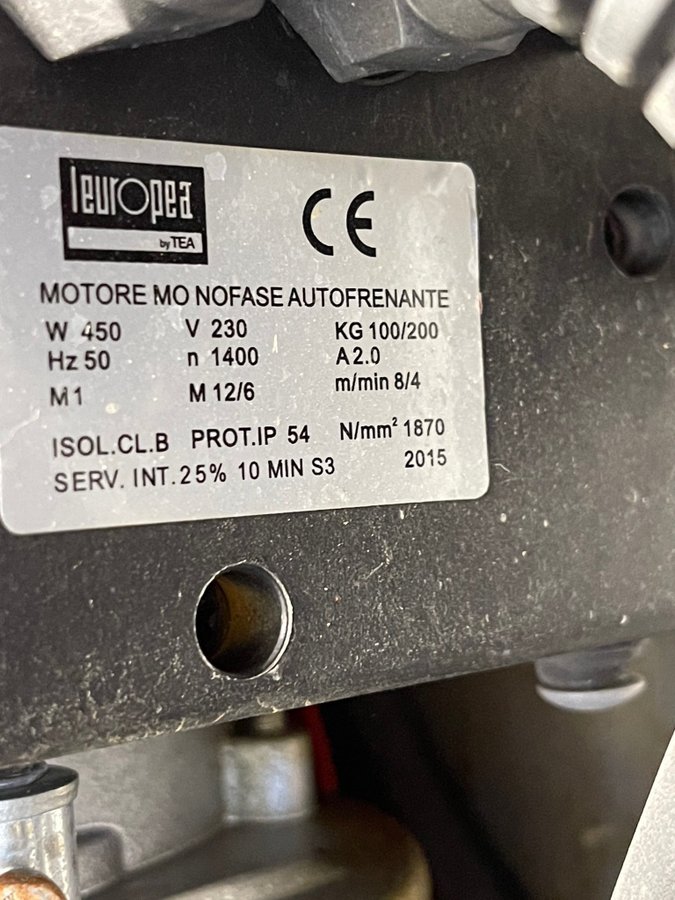 leuropea
by TEA
CE
MOTORE MO NOFASE AUTOFRENANTE
W 450 V 230 KG 100/200
Hz 50 n 1400 A 2.0
M1 M 12/6 m/min 8/4
ISOL.CL.B PROT.IP 54 N/mm² 1870
SERV. INT.25% 10 MIN S3 2015